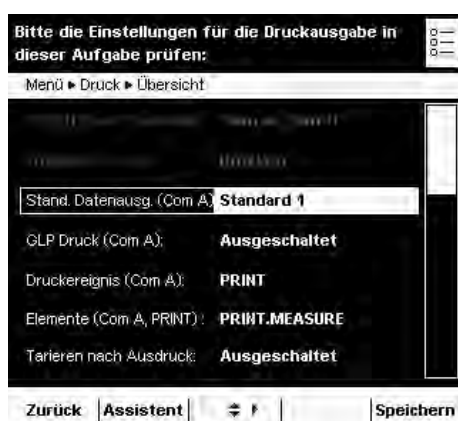 Bitte die Einstellungen für die Druckausgabe in
dieser Aufgabe prüfen:
Menü ▸ Druck ▸ Übersicht
Stand. Datenausg. (Com A) Standard 1
GLP Druck (Com A): Ausgeschaltet
Druckereignis (Com A): PRINT
Elemente (Com A, PRINT) : PRINT.MEASURE
Tarieren nach Ausdruck: Ausgeschaltet
Zurück Assistent Speichern